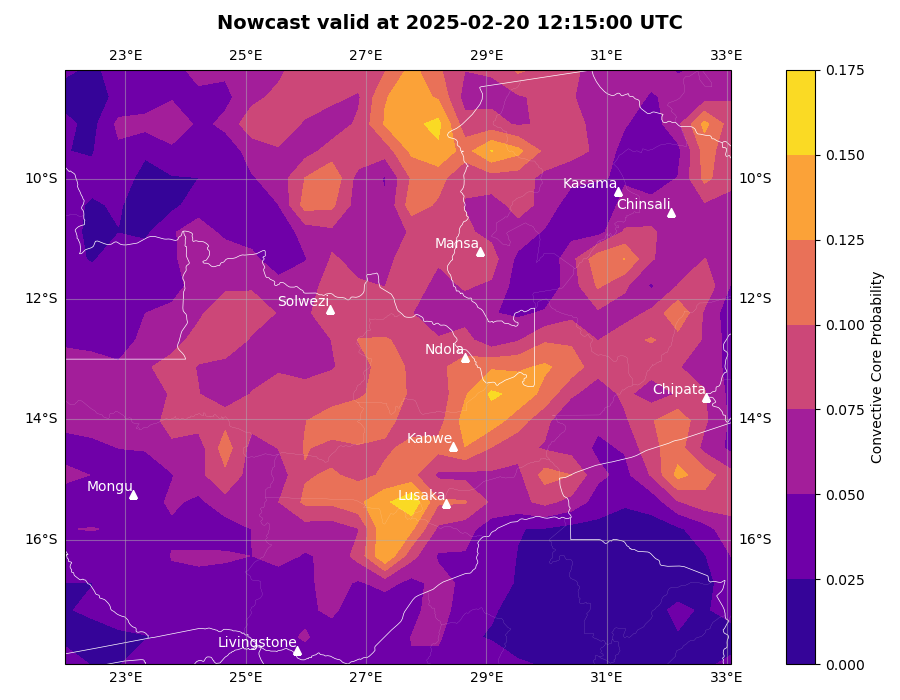 Nowcast valid at 2025-02-20 12:15:00 UTC
23°E 25°E 27°E 29°E 31°E 33°E
0.175
0.150
10°S Kasama 10°S
Chinsali
0.125
Mansa
12°S Solwezi 12°S
0.100
Ndola
Chipata
0.075
14°S 14°S
Kabwe
Mongu Lusaka
0.050
16°S 16°S
0.025
Livingstone
0.000
23°E 25°E 27°E 29°E 31°E 33°E
Convective Core Probability